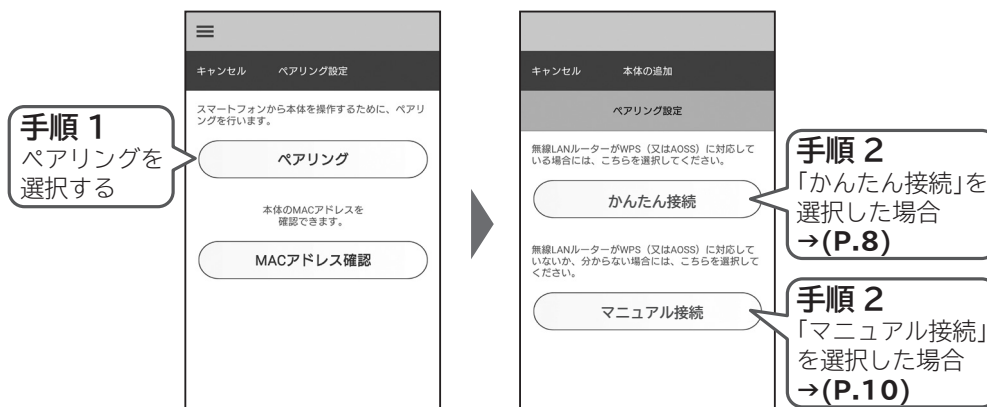 手順 1
ペアリングを
選択する
キャンセル ペアリング設定
スマートフォンから本体を操作するために、ペアリ
ングを行います。
ペアリング
本体のMACアドレスを
確認できます。
MACアドレス確認
キャンセル 本体の追加
ペアリング設定
無線LANルーターがWPS（又はAOSS）に対応して
いる場合には、こちらを選択してください。
かんたん接続
無線LANルーターがWPS（又はAOSS）に対応して
いないか、分からない場合には、こちらを選択して
ください。
マニュアル接続
手順 2
「かんたん接続」を
選択した場合
→(P.8)
手順 2
「マニュアル接続」
を選択した場合
→(P.10)